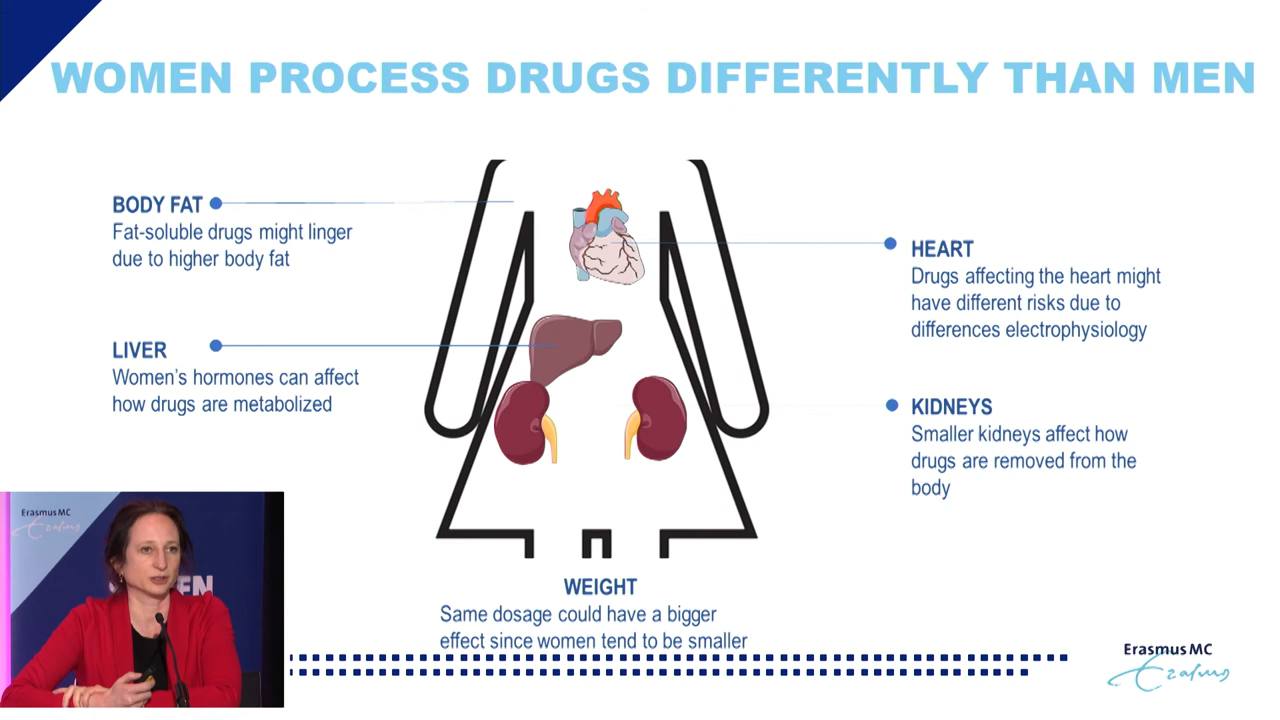 WOMEN PROCESS DRUGS DIFFERENTLY THAN MEN
BODY FAT
Fat-soluble drugs might linger
due to higher body fat
LIVER
Women's hormones can affect
how drugs are metabolized
HEART
Drugs affecting the heart might
have different risks due to
differences electrophysiology
KIDNEYS
Smaller kidneys affect how
drugs are removed from the
body
WEIGHT
Same dosage could have a bigger
effect since women tend to be smaller
Erasmus MC
Erasmus
Erasmus MC
Erasmus